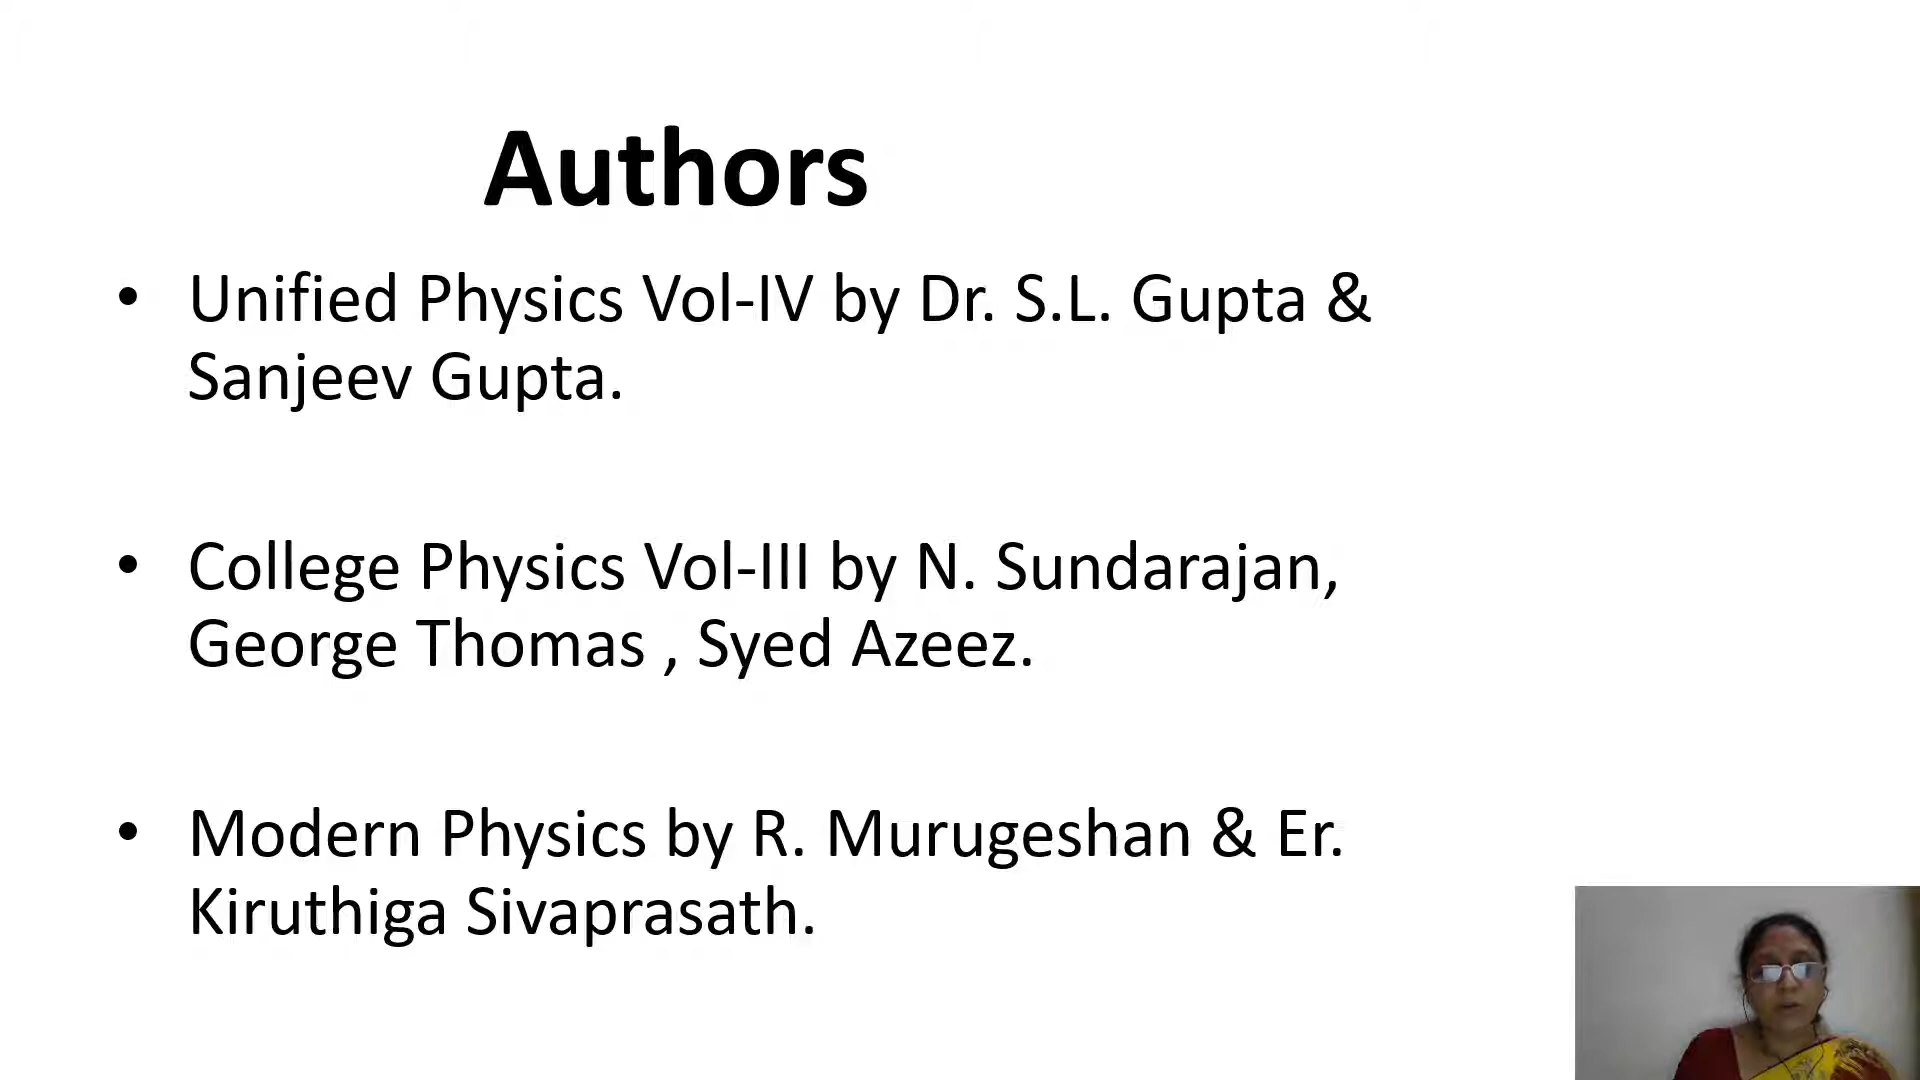 Authors
• Unified Physics Vol-IV by Dr. S.L. Gupta &
Sanjeev Gupta.
• College Physics Vol-III by N. Sundarajan,
George Thomas , Syed Azeez.
• Modern Physics by R. Murugeshan & Er.
Kiruthiga Sivaprasath.